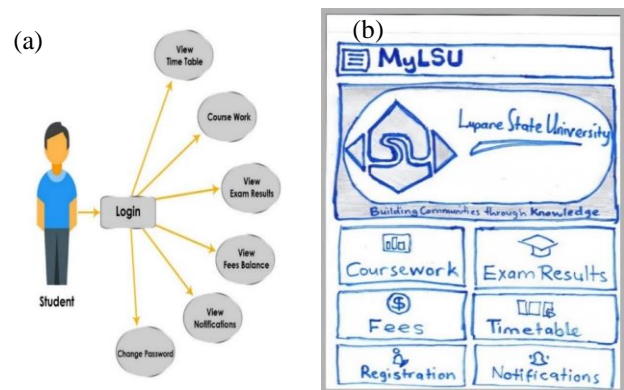 (a)
View
Time Table
Course Work
View
Exam Results
Login
View
Fees Balance
Student
View
Notifications
Change Password
(b)
MyLSU
Lupane State University
Building Communities through Knowledge
Coursework
Exam Results
$
Fees
Timetable
Registration
Notifications